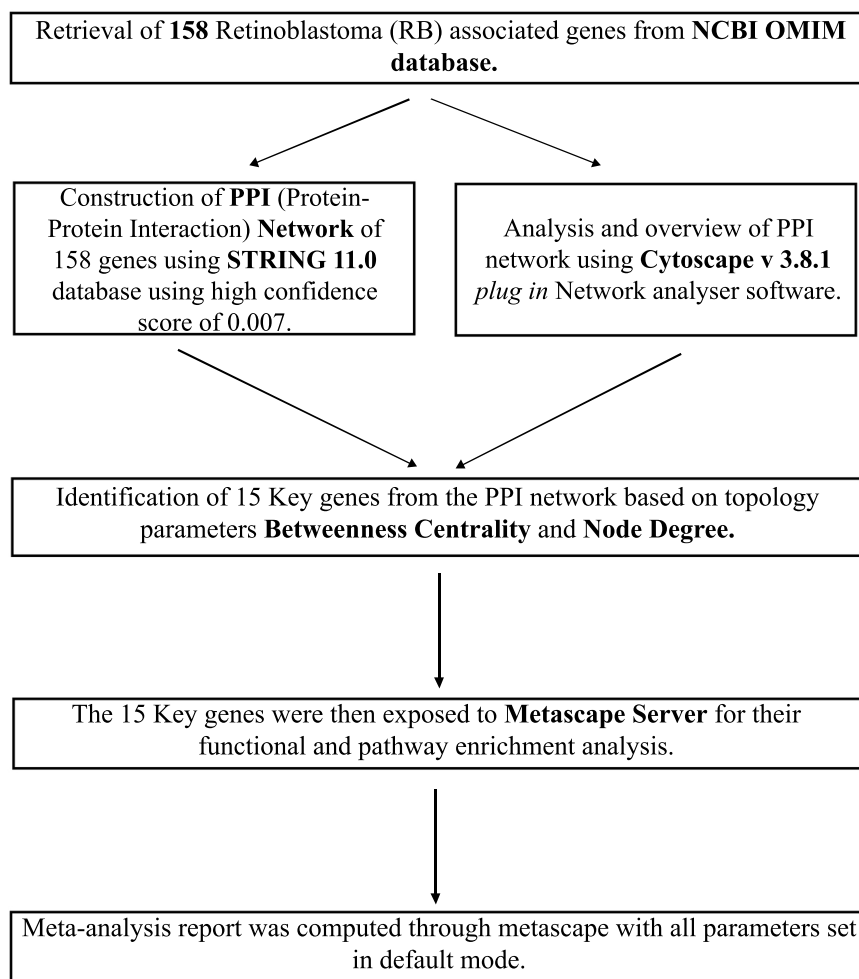 Retrieval of 158 Retinoblastoma (RB) associated genes from NCBI OMIM
database.
Construction of PPI (Protein-
Protein Interaction) Network of
158 genes using STRING 11.0
database using high confidence
score of 0.007.
Analysis and overview of PPI
network using Cytoscape v 3.8.1
plug in Network analyser software.
Identification of 15 Key genes from the PPI network based on topology
parameters Betweenness Centrality and Node Degree.
The 15 Key genes were then exposed to Metascape Server for their
functional and pathway enrichment analysis.
Meta-analysis report was computed through metascape with all parameters set
in default mode.